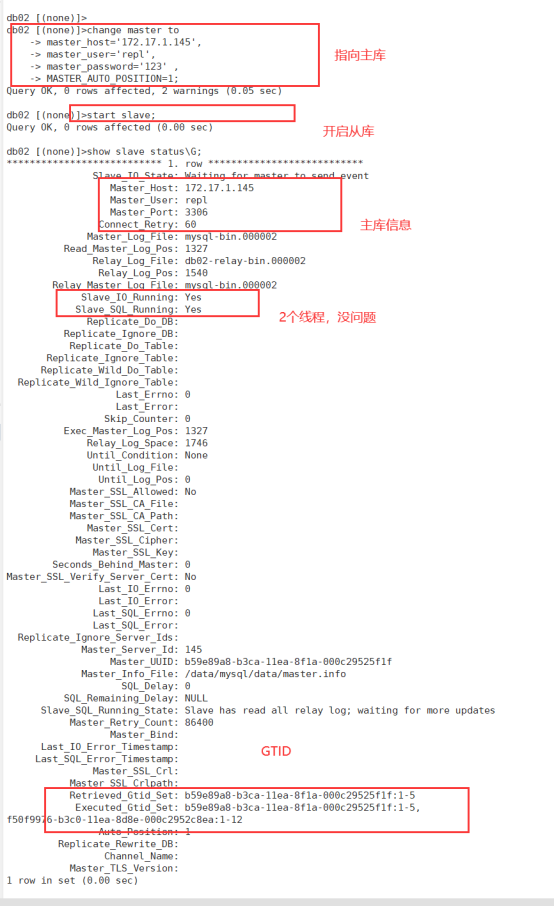 db02 [(none)]>
db02 [(none)]>change master to
-> master_host='172.17.1.145',
-> master_user='repl',
-> master_password='123' ,
-> MASTER_AUTO_POSITION=1;
指向主库
Query OK, 0 rows affected, 2 warnings (0.05 sec)
db02 [(none)]>start slave;
Query OK, 0 rows affected (0.00 sec)
开启从库
db02 [(none)]>show slave status\G;
*************************** 1. row ***************************
Slave_IO_State: Waiting for master to send event
Master_Host: 172.17.1.145
Master_User: repl
Master_Port: 3306
Connect_Retry: 60
主库信息
Master_Log_File: mysql-bin.000002
Read_Master_Log_Pos: 1327
Relay_Log_File: db02-relay-bin.000002
Relay_Log_Pos: 1540
Relay_Master_Log_File: mysql-bin.000002
Slave_IO_Running: Yes
Slave_SQL_Running: Yes
2个线程，没问题
Replicate_Do_DB:
Replicate_Ignore_DB:
Replicate_Do_Table:
Replicate_Ignore_Table:
Replicate_Wild_Do_Table:
Replicate_Wild_Ignore_Table:
Last_Errno: 0
Last_Error:
Skip_Counter: 0
Exec_Master_Log_Pos: 1327
Relay_Log_Space: 1746
Until_Condition: None
Until_Log_File:
Until_Log_Pos: 0
Master_SSL_Allowed: No
Master_SSL_CA_File:
Master_SSL_CA_Path:
Master_SSL_Cert:
Master_SSL_Cipher:
Master_SSL_Key:
Seconds_Behind_Master: 0
Master_SSL_Verify_Server_Cert: No
Last_IO_Errno: 0
Last_IO_Error:
Last_SQL_Errno: 0
Last_SQL_Error:
Replicate_Ignore_Server_Ids:
Master_Server_Id: 145
Master_UUID: b59e89a8-b3ca-11ea-8f1a-000c29525f1f
Master_Info_File: /data/mysql/data/master.info
SQL_Delay: 0
SQL_Remaining_Delay: NULL
Slave_SQL_Running_State: Slave has read all relay log; waiting for more updates
Master_Retry_Count: 86400
Master_Bind:
Last_IO_Error_Timestamp:
Last_SQL_Error_Timestamp:
GTID
Master_SSL_Crl:
Master_SSL_Crlpath:
Retrieved_Gtid_Set: b59e89a8-b3ca-11ea-8f1a-000c29525f1f:1-5
Executed_Gtid_Set: b59e89a8-b3ca-11ea-8f1a-000c29525f1f:1-5,
f50f9976-b3c0-11ea-8d8e-000c2952c8ea:1-12
Auto_Position: 1
Replicate_Rewrite_DB:
Channel_Name:
Master_TLS_Version:
1 row in set (0.00 sec)